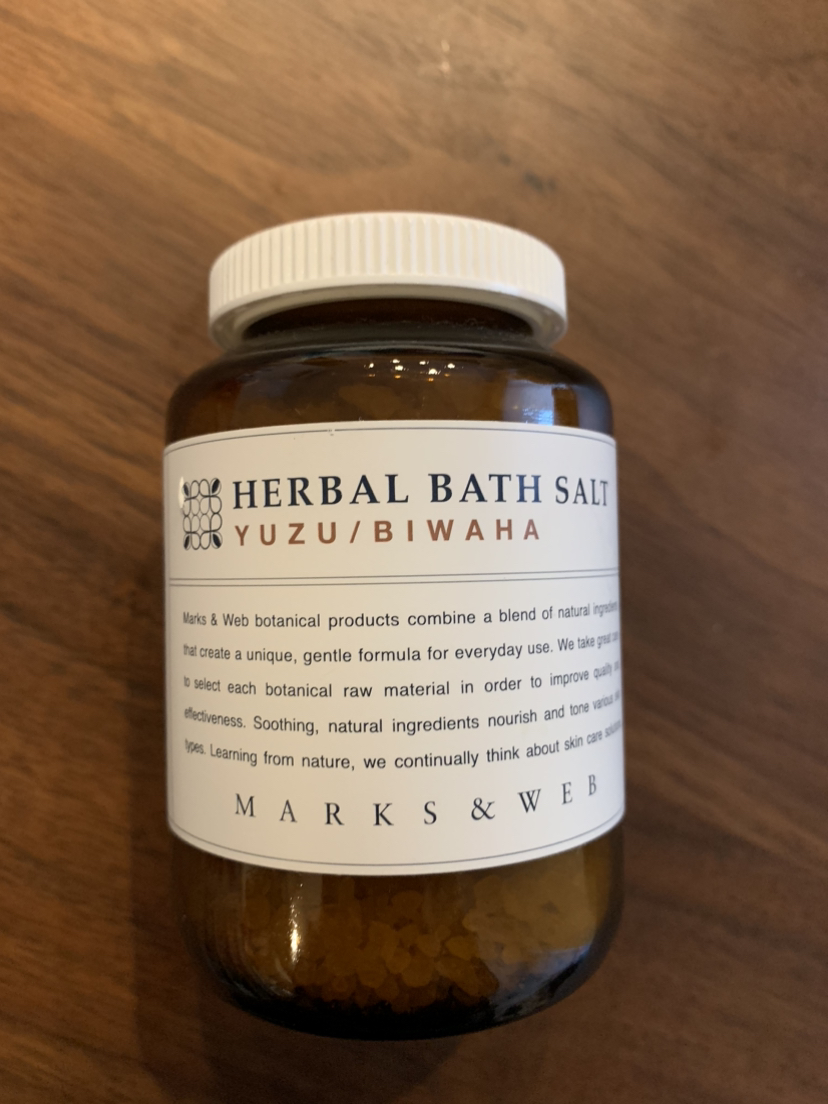 HERBAL BATH SALT
YUZU/BIWAHA
Marks & Web botanical products combine a blend of natural
that create a unique, gentle formula for everyday use. We take great
to select each botanical raw material in order to improve quality
effectiveness. Soothing, natural ingredients nourish and tone various
types. Learning from nature, we continually think about skin care
MARKS & WEB